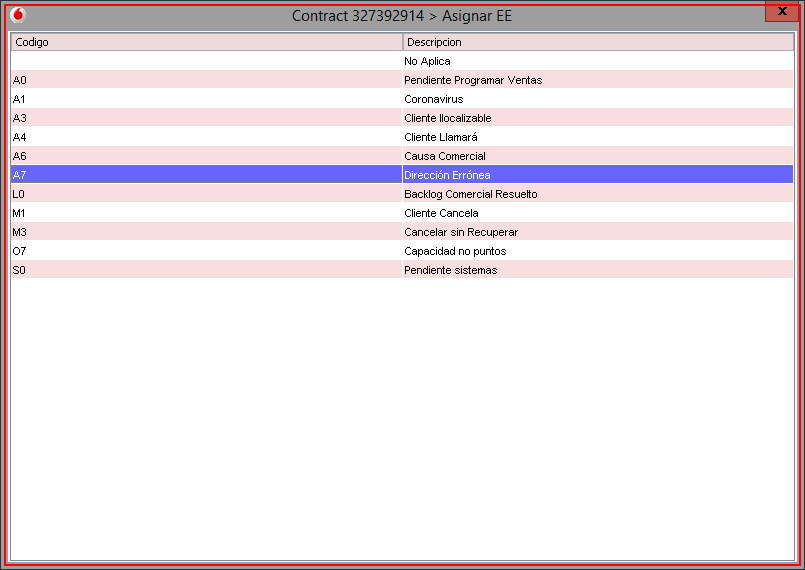 Contract 327392914 > Asignar EE
x
Codigo Descripcion
No Aplica
A0 Pendiente Programar Ventas
A1 Coronavirus
A3 Cliente Ilocalizable
A4 Cliente Llamará
A6 Causa Comercial
A7 Dirección Errónea
L0 Backlog Comercial Resuelto
M1 Cliente Cancela
M3 Cancelar sin Recuperar
O7 Capacidad no puntos
S0 Pendiente sistemas